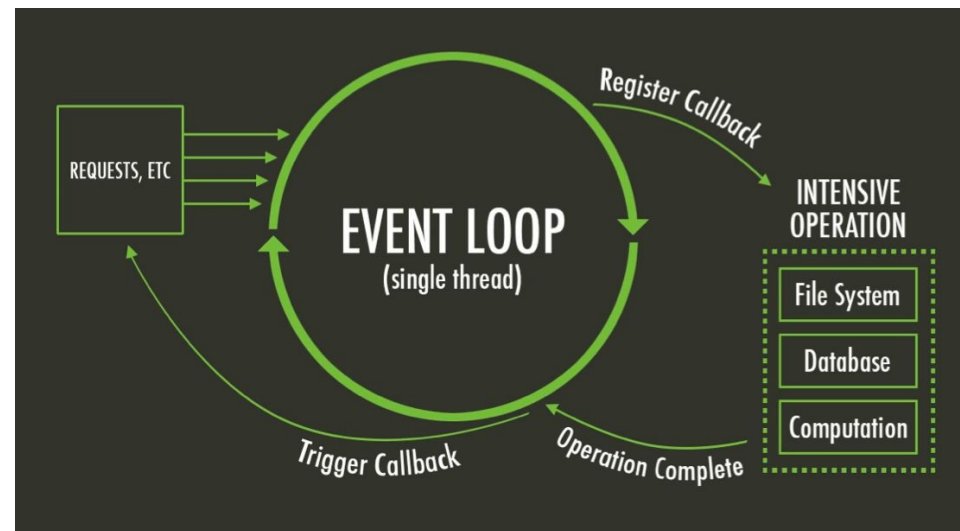 REQUESTS, ETC
EVENT LOOP
(single thread)
Register Callback
INTENSIVE
OPERATION
File System
Database
Computation
Operation Complete
Trigger Callback